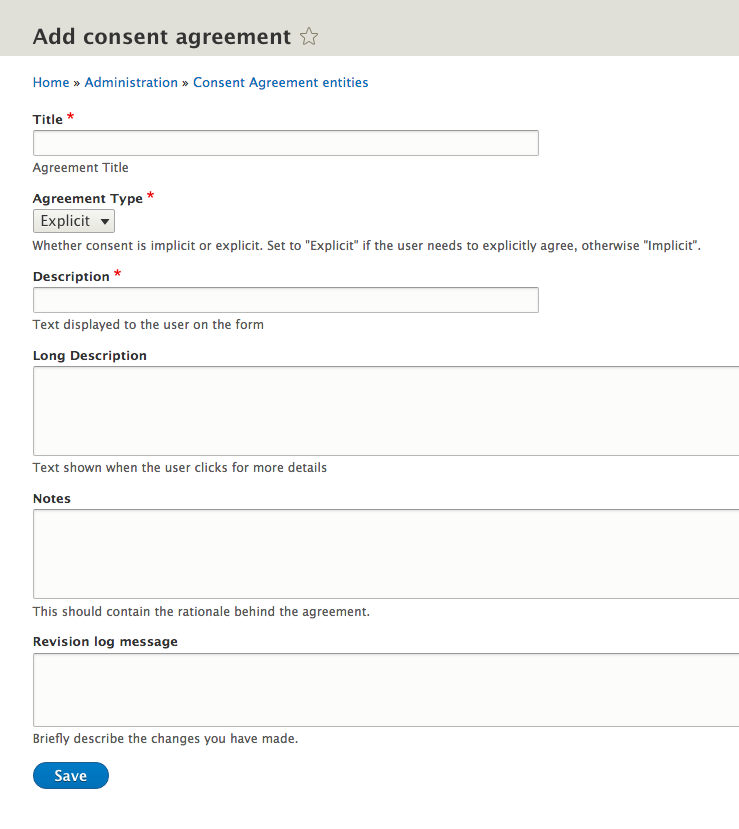 Add consent agreement
Home » Administration » Consent Agreement entities
Title *
Agreement Title
Agreement Type *
Explicit
Whether consent is implicit or explicit. Set to "Explicit" if the user needs to explicitly agree, otherwise "Implicit".
Description *
Text displayed to the user on the form
Long Description
Text shown when the user clicks for more details
Notes
This should contain the rationale behind the agreement.
Revision log message
Briefly describe the changes you have made.
Save